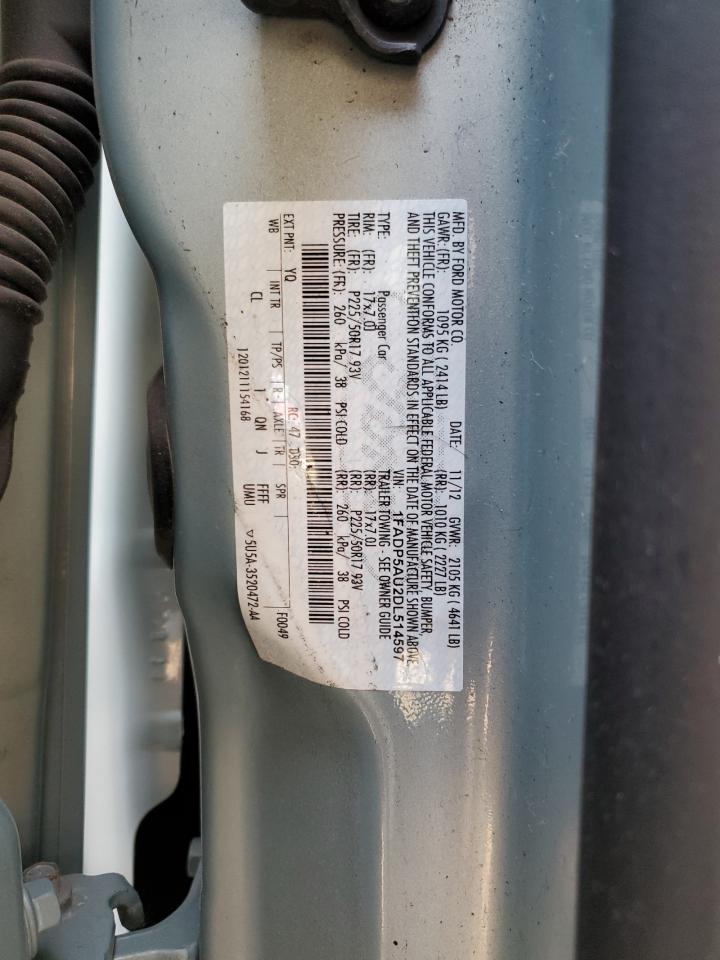 MFD. BY FORD MOTOR CO.
DATE: 11/12 GVWR: 2105 KG ( 4641 LB)
GAWR: (FR): 1095 KG ( 2414 LB) (RR): 1010 KG ( 2227 LB)
THIS VEHICLE CONFORMS TO ALL APPLICABLE FEDERAL MOTOR VEHICLE SAFETY, BUMPER,
AND THEFT PREVENTION STANDARDS IN EFFECT ON THE DATE OF MANUFACTURE SHOWN ABOVE.
VIN: 1FADP5AU2DL514597
TYPE: Passenger Car TRAILER TOWING - SEE OWNER GUIDE
RIM: (FR): 17x7.0J (RR): 17x7.0J
TIRE: (FR): P225/50R17 93V (RR): P225/50R17 93V
PRESSURE: (FR): 260 kPa/ 38 PSI COLD (RR): 260 kPa/ 38 PSI COLD
RC: 47 F0049
EXT PNT: YQ
WB INT TR TP/PS R AXLE TR SPR
CL 1 QN J FFFF UMU
1201211154168 ▽5U5A-3520472-AA